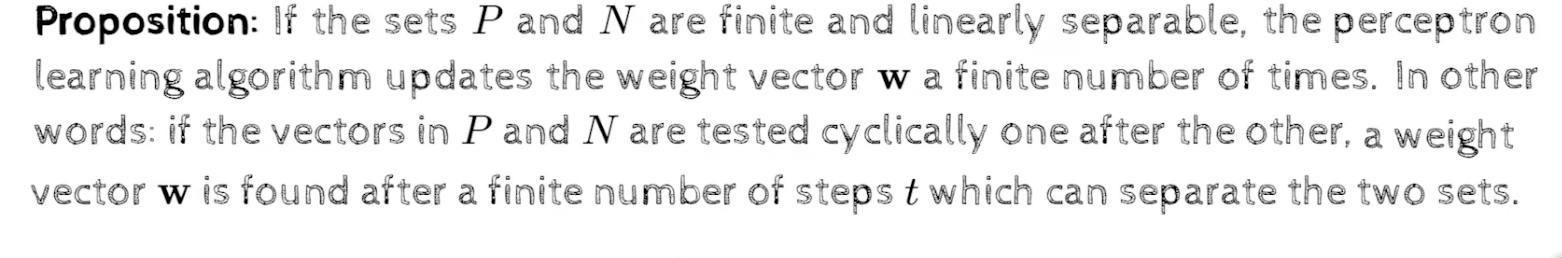 Proposition: If the sets P and N are finite and linearly separable, the perceptron
learning algorithm updates the weight vector w a finite number of times. In other
words: if the vectors in P and N are tested cyclically one after the other, a weight
vector w is found after a finite number of steps t which can separate the two sets.